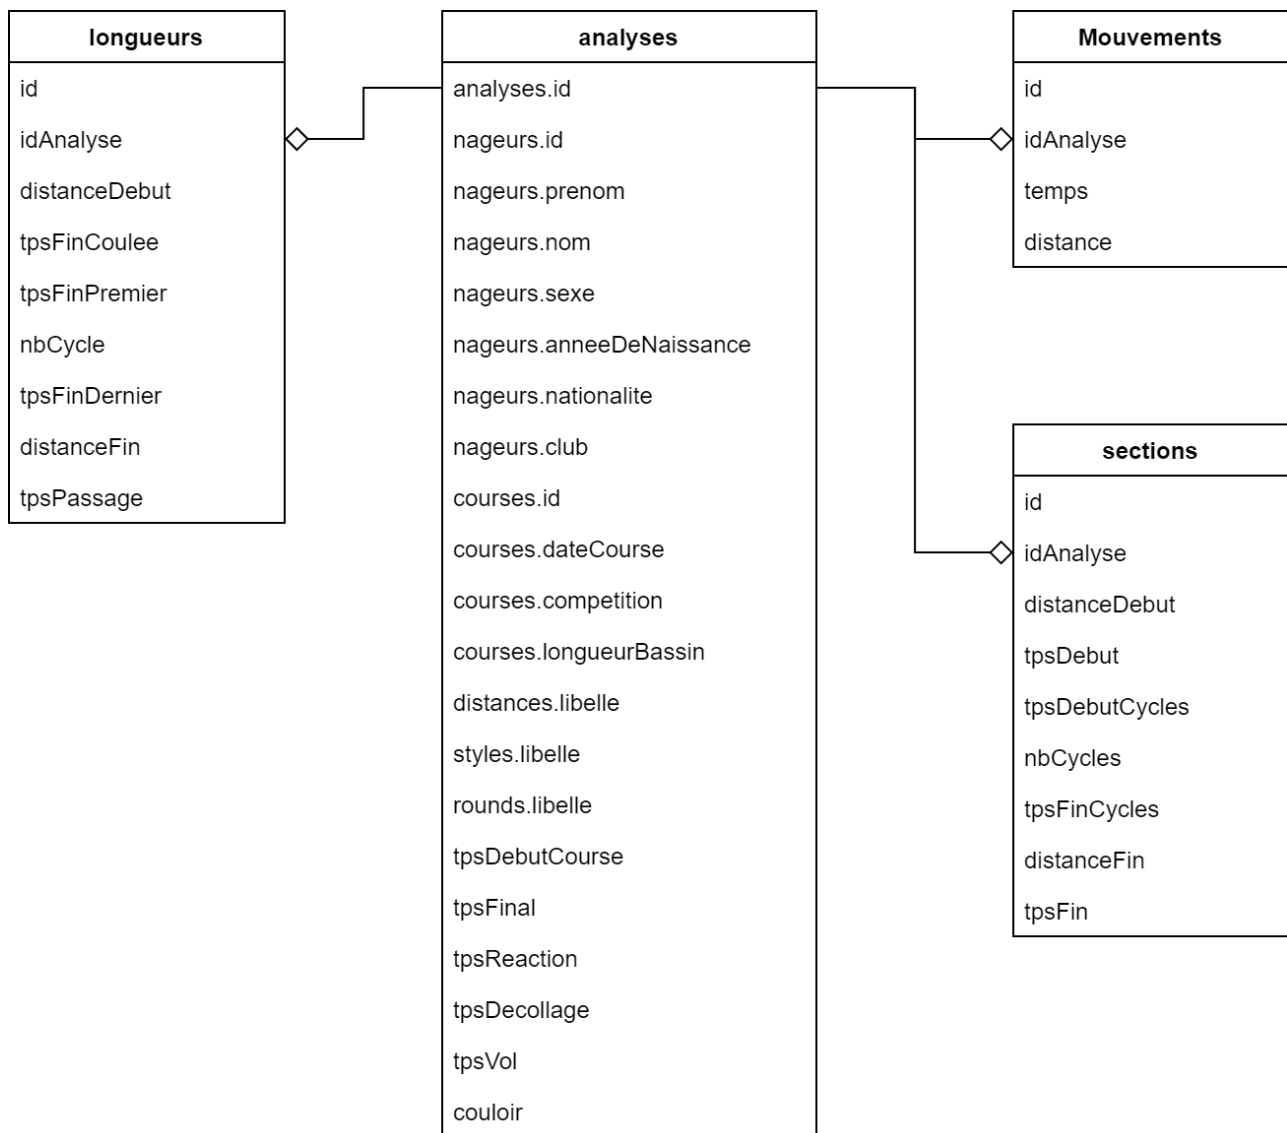 longueurs
id
idAnalyse
distanceDebut
tpsFinCoulee
tpsFinPremier
nbCycle
tpsFinDernier
distanceFin
tpsPassage
analyses
analyses.id
nageurs.id
nageurs.prenom
nageurs.nom
nageurs.sexe
nageurs.anneeDeNaissance
nageurs.nationalite
nageurs.club
courses.id
courses.dateCourse
courses.competition
courses.longueurBassin
distances.libelle
styles.libelle
rounds.libelle
tpsDebutCourse
tpsFinal
tpsReaction
tpsDecollage
tpsVol
couloir
Mouvements
id
idAnalyse
temps
distance
sections
id
idAnalyse
distanceDebut
tpsDebut
tpsDebutCycles
nbCycles
tpsFinCycles
distanceFin
tpsFin